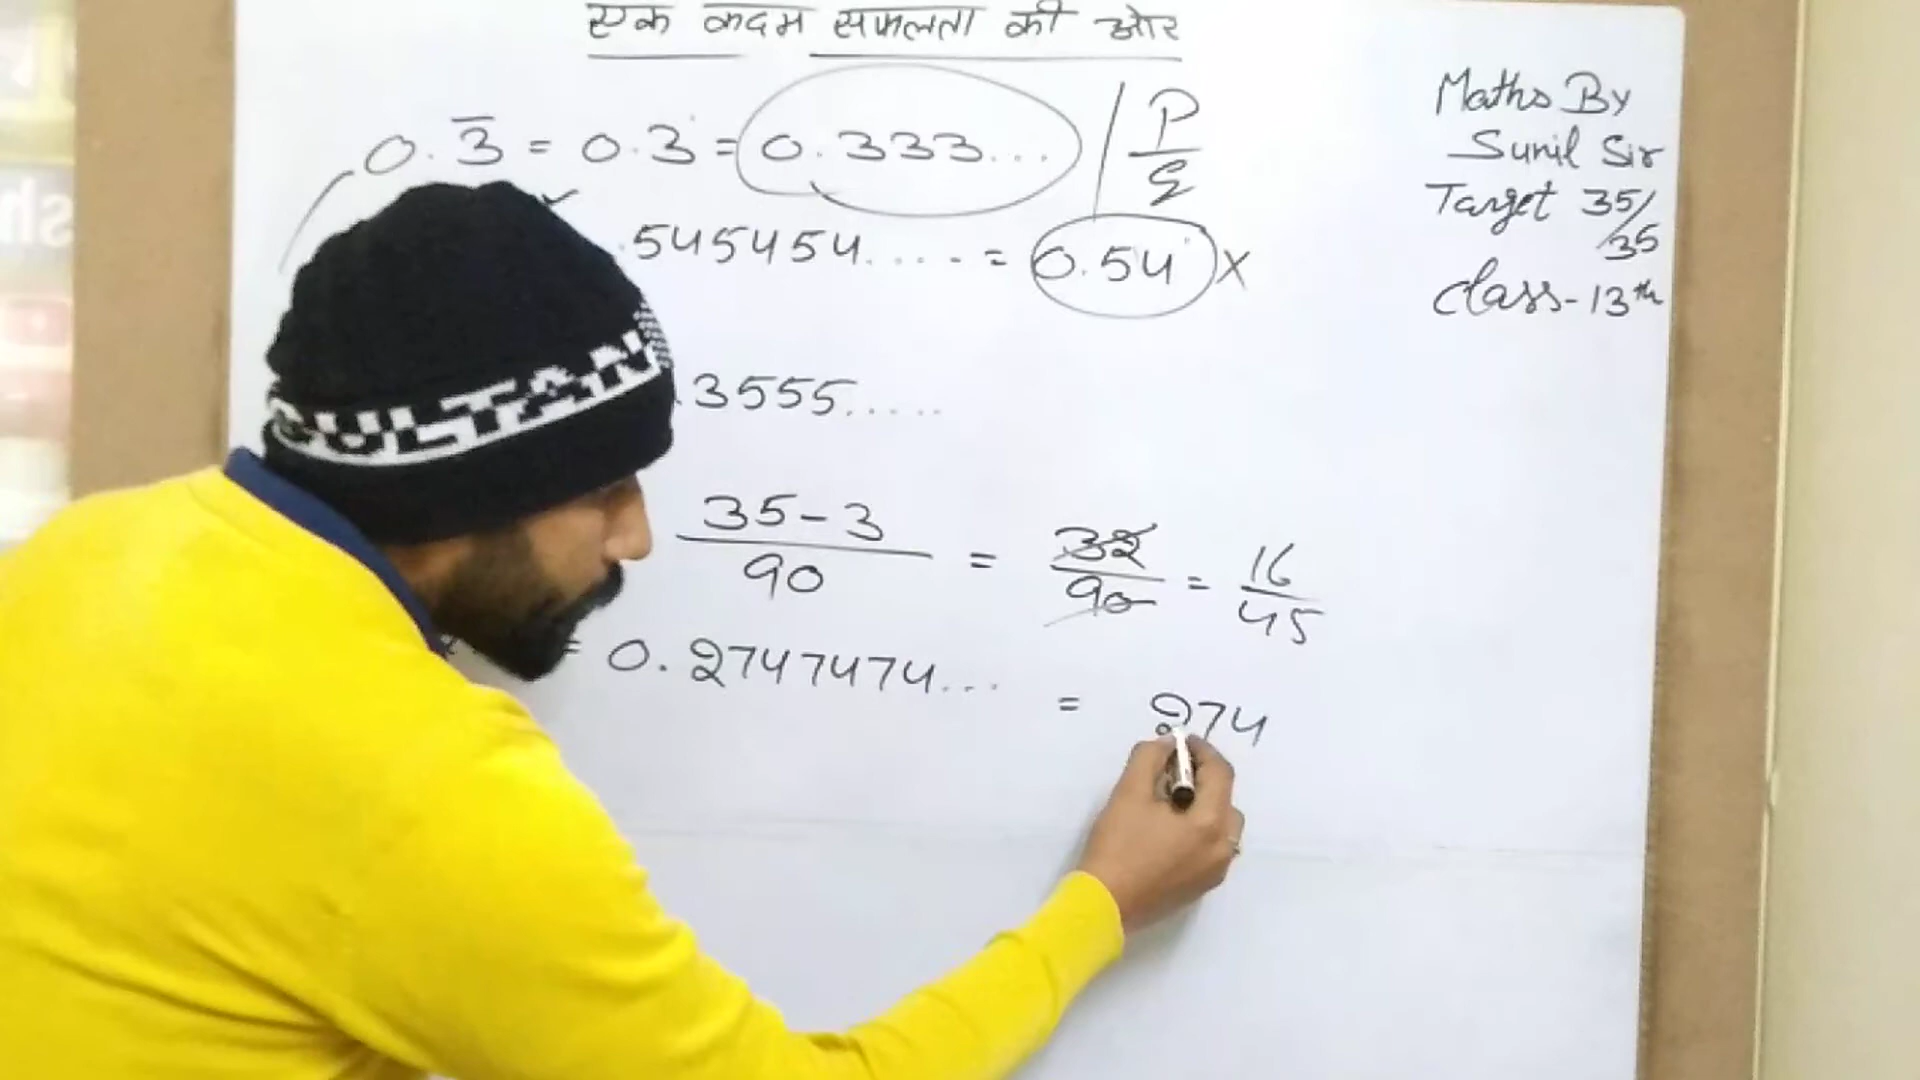 एक कदम सफलता की ओर
0.3̅ = 0.3̇ = 0.333... | P/q
.545454.... = 0.54̇ x
.3555.....
35-3/90 = 32/90 = 16/45
= 0.2747474... = 274
Maths By
Sunil Sir
Target 35/35
Class-13th
SULTAN